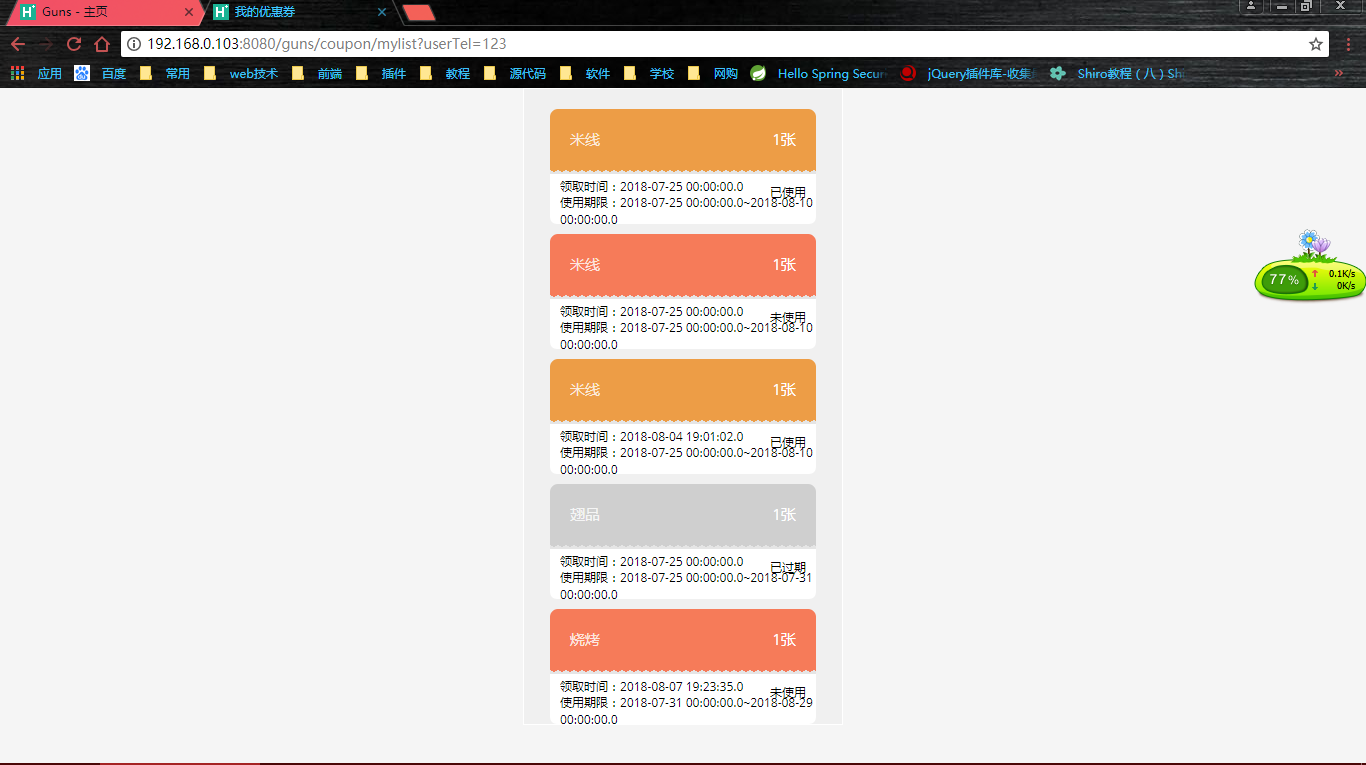 Guns - 主页
我的优惠券
192.168.0.103:8080/guns/coupon/mylist?userTel=123
应用 百度 常用 web技术 前端 插件 教程 源代码 软件 学校 网购 Hello Spring Secur jQuery插件库-收集 Shiro教程（八）Shi
米线 1张
领取时间：2018-07-25 00:00:00.0 已使用
使用期限：2018-07-25 00:00:00.0~2018-08-10
00:00:00.0
米线 1张
领取时间：2018-07-25 00:00:00.0 未使用
使用期限：2018-07-25 00:00:00.0~2018-08-10
00:00:00.0
米线 1张
领取时间：2018-08-04 19:01:02.0 已使用
使用期限：2018-07-25 00:00:00.0~2018-08-10
00:00:00.0
翅品 1张
领取时间：2018-07-25 00:00:00.0 已过期
使用期限：2018-07-25 00:00:00.0~2018-07-31
00:00:00.0
烧烤 1张
领取时间：2018-08-07 19:23:35.0 未使用
使用期限：2018-07-31 00:00:00.0~2018-08-29
00:00:00.0
77%
0.1K/s
0K/s